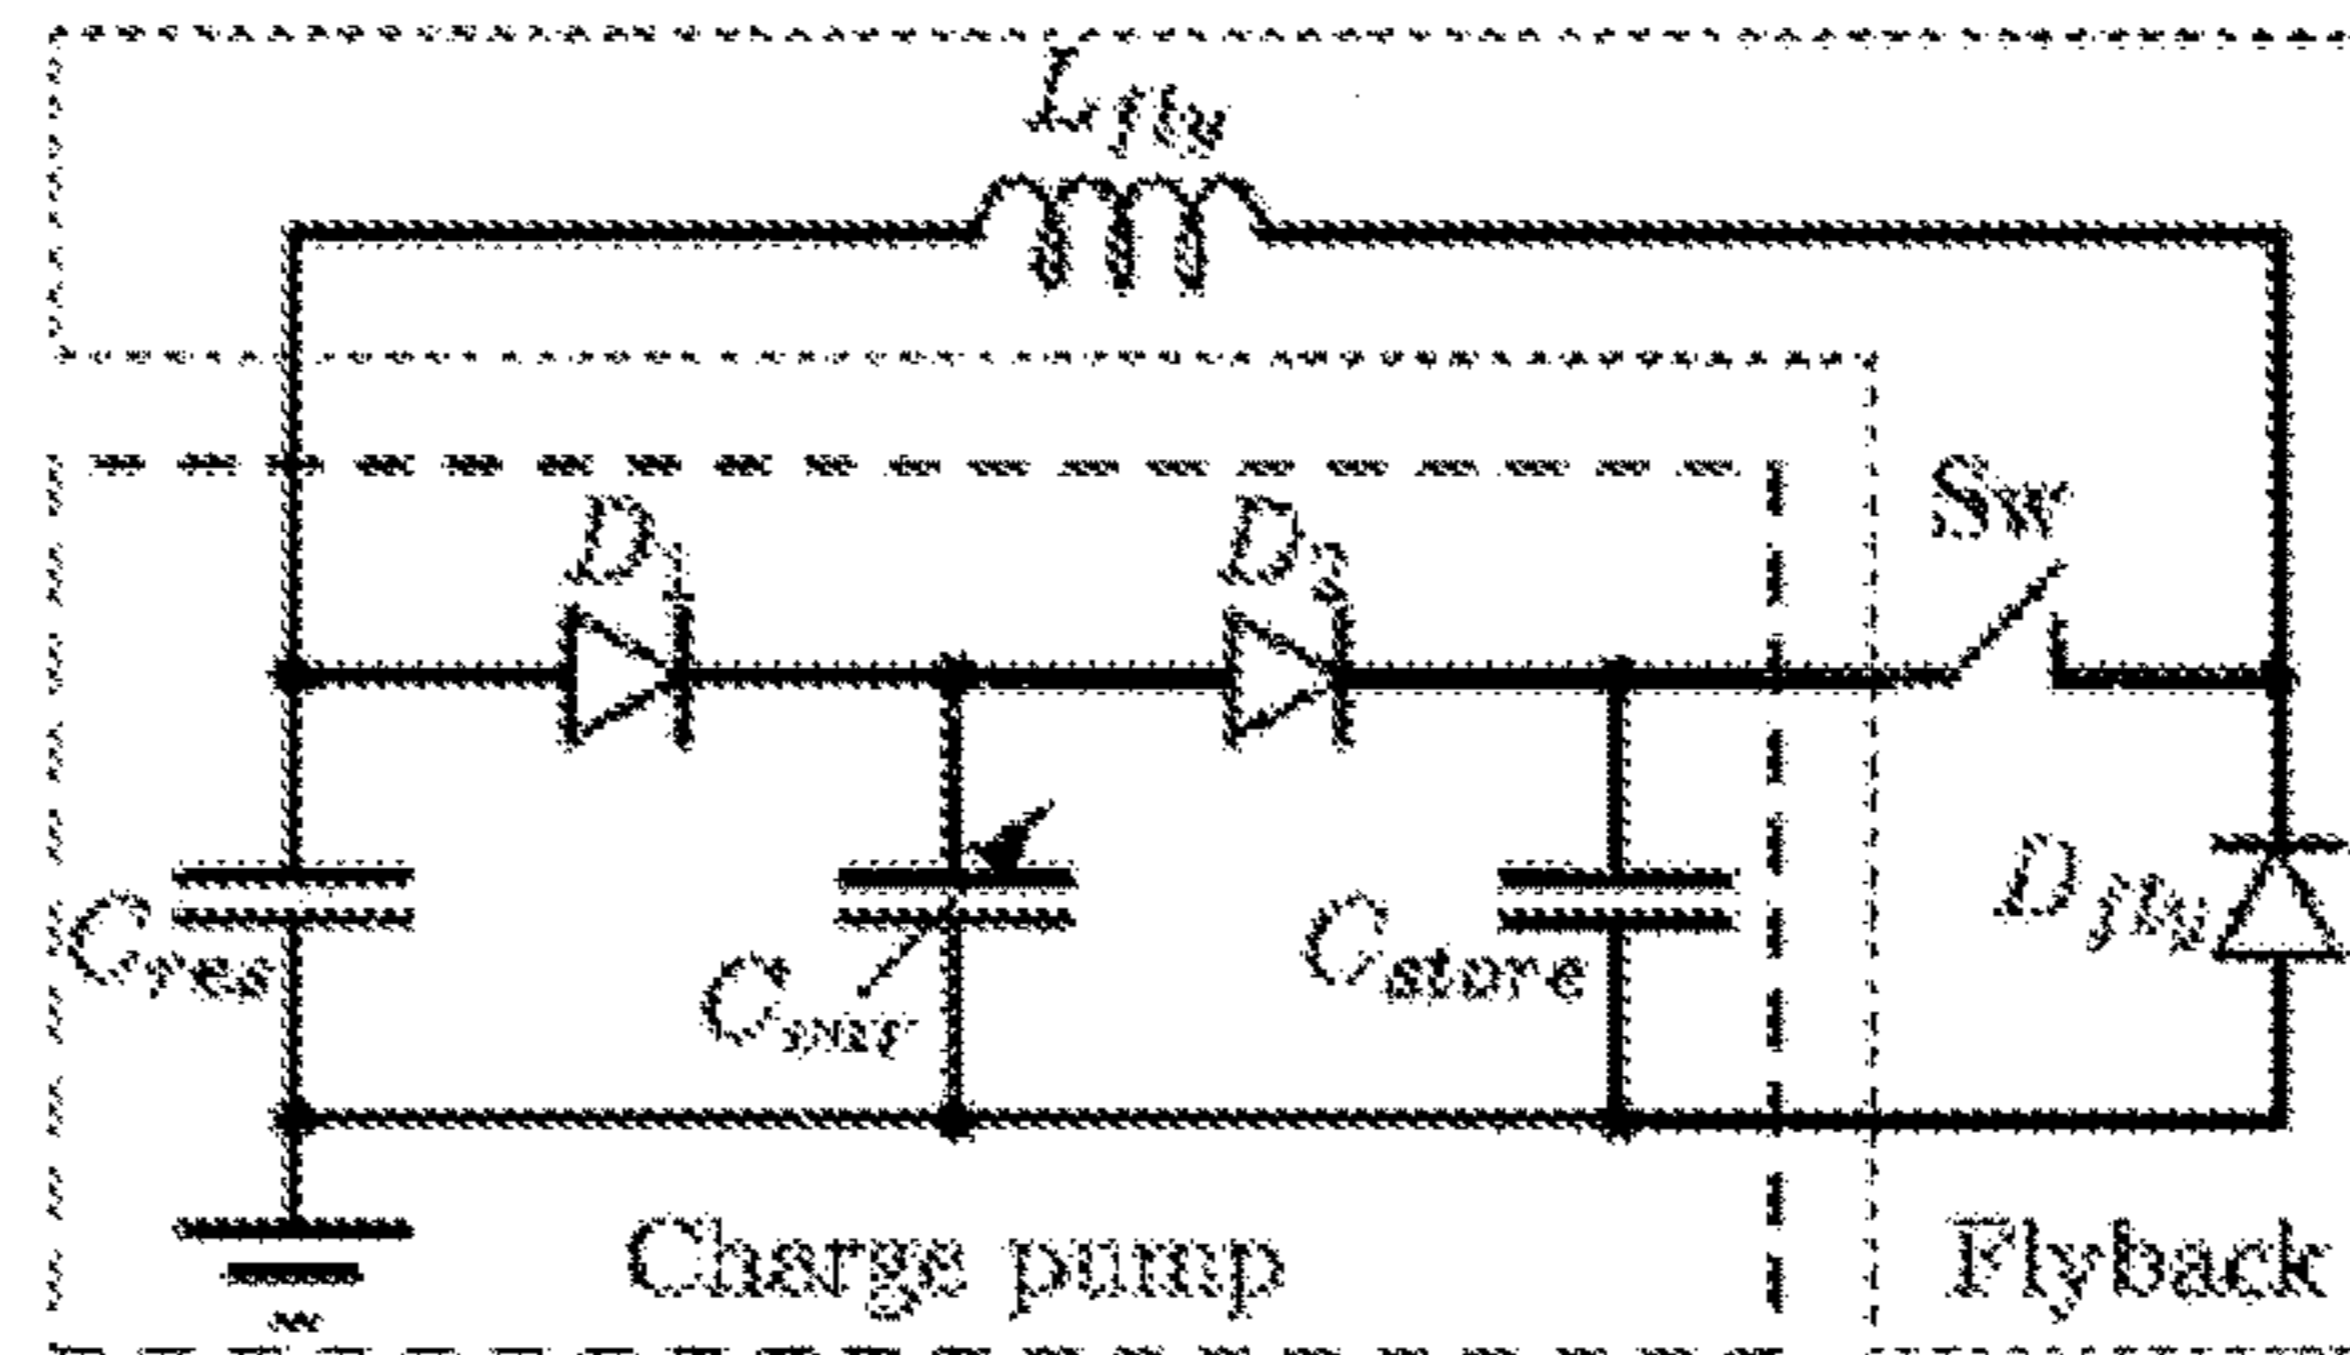 L_fly
Sw
D_1
D_2
D_fly
C_res
C_var
C_store
Charge pump
Flyback